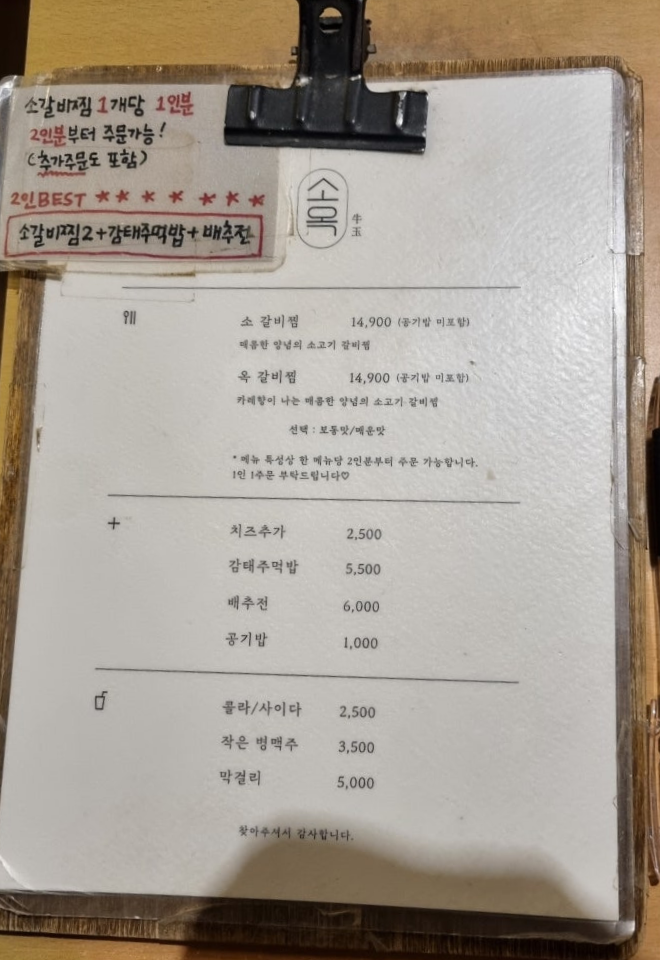 소갈비찜 1개당 1인분
2인분부터 주문가능!
(추가주문도 포함)
2인BEST ★★★★ ★★★
소갈비찜2+감태주먹밥+배추전
소옥
牛玉
소 갈비찜 14,900 (공기밥 미포함)
매콤한 양념의 소고기 갈비찜
옥 갈비찜 14,900 (공기밥 미포함)
카레향이 나는 매콤한 양념의 소고기 갈비찜
선택 : 보통맛/매운맛
* 메뉴 특성상 한 메뉴당 2인분부터 주문 가능합니다.
1인 1주문 부탁드립니다♡
치즈추가 2,500
감태주먹밥 5,500
배추전 6,000
공기밥 1,000
콜라/사이다 2,500
작은 병맥주 3,500
막걸리 5,000
찾아주셔서 감사합니다.